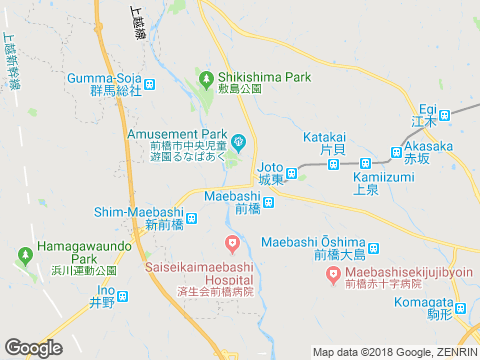 上越線
上越新幹線
Gumma-Soja
群馬総社
Shikishima Park
敷島公園
Egi
江木
Amusement Park
前橋市中央児童
遊園るなぱあく
Katakai
片貝
Akasaka
赤坂
Joto
城東
Kamiizumi
上泉
Maebashi
前橋
Shim-Maebashi
新前橋
Hamagawaundo
Park
浜川運動公園
Saiseikaimaebashi
Hospital
済生会前橋病院
Maebashi Ōshima
前橋大島
Maebashisekijujibyoin
前橋赤十字病院
Ino
井野
Komagata
駒形
Google
Map data ©2018 Google, ZENRIN